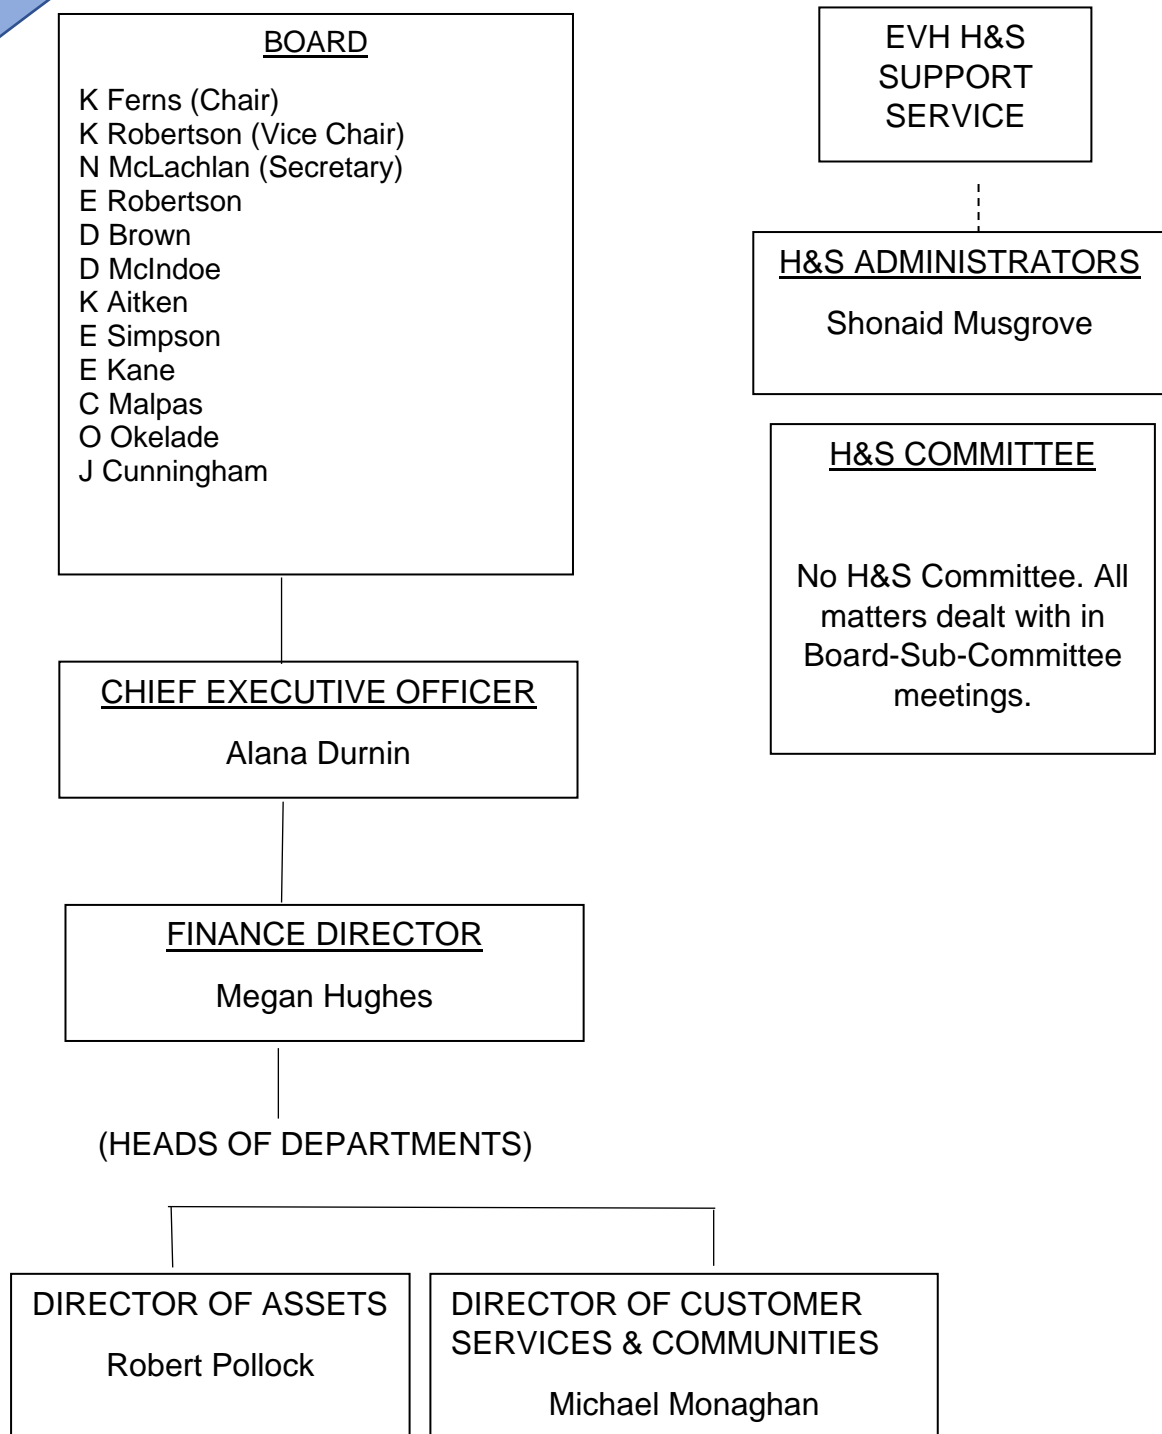 BOARD
K Ferns (Chair)
K Robertson (Vice Chair)
N McLachlan (Secretary)
E Robertson
D Brown
D McIndoe
K Aitken
E Simpson
E Kane
C Malpas
O Okelade
J Cunningham
EVH H&S
SUPPORT
SERVICE
H&S ADMINISTRATORS
Shonaid Musgrove
H&S COMMITTEE
No H&S Committee. All
matters dealt with in
Board-Sub-Committee
meetings.
CHIEF EXECUTIVE OFFICER
Alana Durnin
FINANCE DIRECTOR
Megan Hughes
(HEADS OF DEPARTMENTS)
DIRECTOR OF ASSETS
Robert Pollock
DIRECTOR OF CUSTOMER
SERVICES & COMMUNITIES
Michael Monaghan